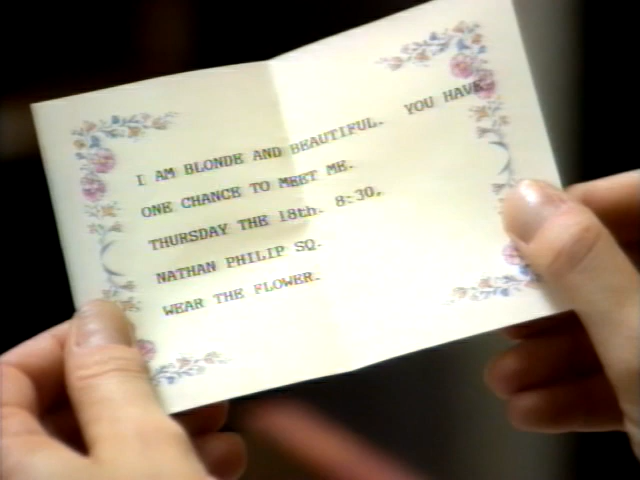 I AM BLONDE AND BEAUTIFUL. YOU HAVE
ONE CHANCE TO MEET ME.
THURSDAY THE 18th. 8:30.
NATHAN PHILIP SQ.
WEAR THE FLOWER.